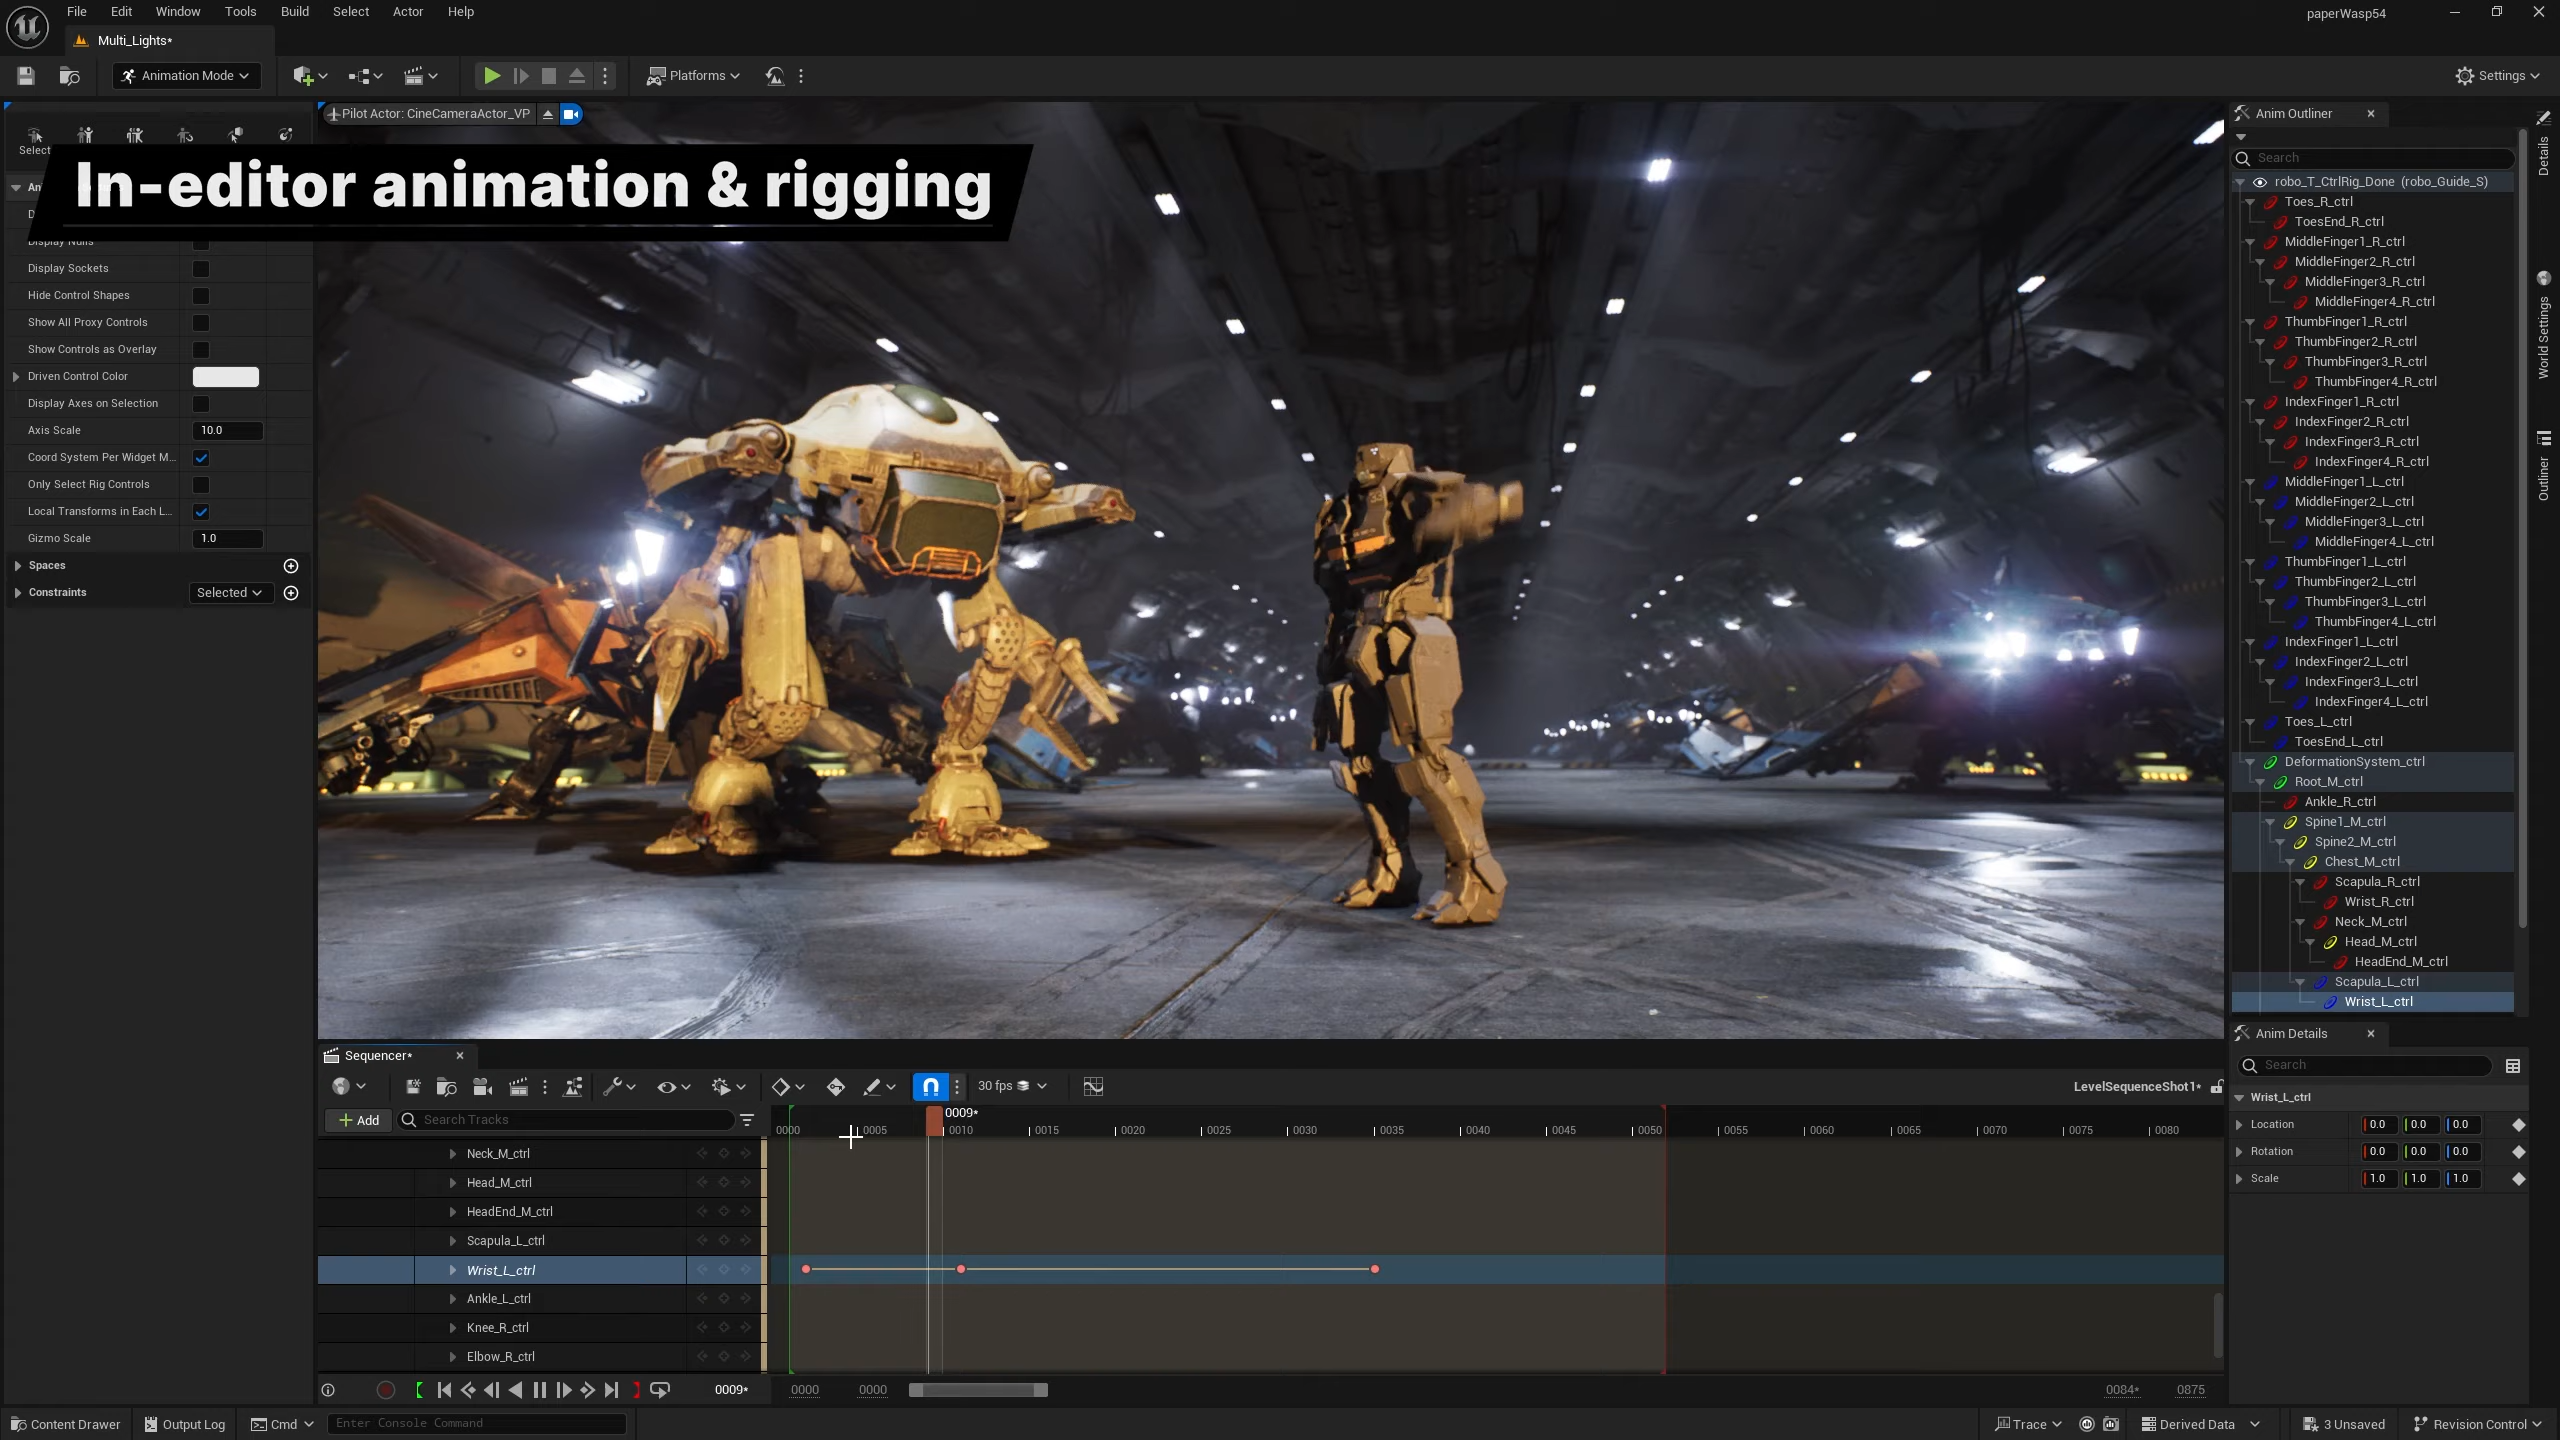 File Edit Window Tools Build Select Actor Help
paperWasp54
Multi_Lights*
Animation Mode
Platforms
Settings
Pilot Actor: CineCameraActor_VP
Select
In-editor animation & rigging
Display Nulls
Display Sockets
Hide Control Shapes
Show All Proxy Controls
Show Controls as Overlay
Driven Control Color
Display Axes on Selection
Axis Scale 10.0
Coord System Per Widget M...
Only Select Rig Controls
Local Transforms in Each L...
Gizmo Scale 1.0
Spaces
Constraints Selected
Anim Outliner
Search
robo_T_CtrlRig_Done (robo_Guide_S)
Toes_R_ctrl
ToesEnd_R_ctrl
MiddleFinger1_R_ctrl
MiddleFinger2_R_ctrl
MiddleFinger3_R_ctrl
MiddleFinger4_R_ctrl
ThumbFinger1_R_ctrl
ThumbFinger2_R_ctrl
ThumbFinger3_R_ctrl
ThumbFinger4_R_ctrl
IndexFinger1_R_ctrl
IndexFinger2_R_ctrl
IndexFinger3_R_ctrl
IndexFinger4_R_ctrl
MiddleFinger1_L_ctrl
MiddleFinger2_L_ctrl
MiddleFinger3_L_ctrl
MiddleFinger4_L_ctrl
ThumbFinger1_L_ctrl
ThumbFinger2_L_ctrl
ThumbFinger3_L_ctrl
ThumbFinger4_L_ctrl
IndexFinger1_L_ctrl
IndexFinger2_L_ctrl
IndexFinger3_L_ctrl
IndexFinger4_L_ctrl
Toes_L_ctrl
ToesEnd_L_ctrl
DeformationSystem_ctrl
Root_M_ctrl
Ankle_R_ctrl
Spine1_M_ctrl
Spine2_M_ctrl
Chest_M_ctrl
Scapula_R_ctrl
Wrist_R_ctrl
Neck_M_ctrl
Head_M_ctrl
HeadEnd_M_ctrl
Scapula_L_ctrl
Wrist_L_ctrl
Details
World Settings
Outliner
Anim Details
Search
Wrist_L_ctrl
Location 0.0 0.0 0.0
Rotation 0.0 0.0 0.0
Scale 1.0 1.0 1.0
Sequencer*
30 fps
LevelSequenceShot1*
Add
Search Tracks
0009*
0000 0005 0010 0015 0020 0025 0030 0035 0040 0045 0050 0055 0060 0065 0070 0075 0080
Neck_M_ctrl
Head_M_ctrl
HeadEnd_M_ctrl
Scapula_L_ctrl
Wrist_L_ctrl
Ankle_L_ctrl
Knee_R_ctrl
Elbow_R_ctrl
0009* 0000 0000 0084* 0875
Content Drawer Output Log Cmd Enter Console Command
Trace Derived Data 3 Unsaved Revision Control